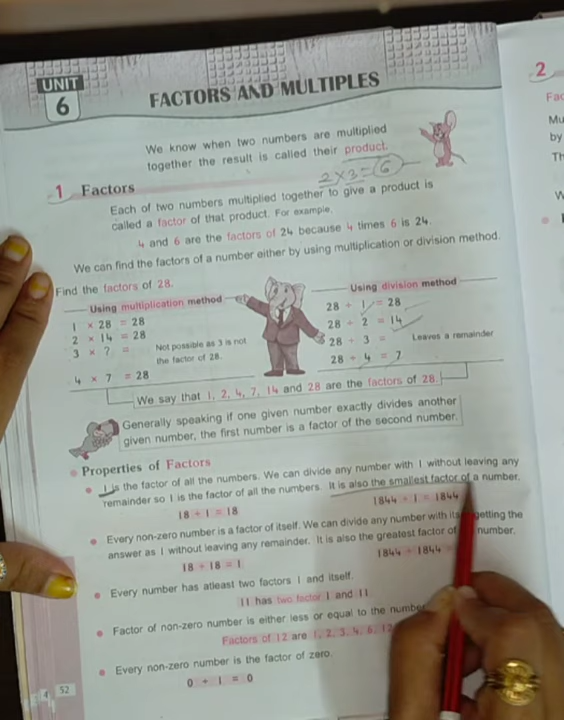 UNIT
6
FACTORS AND MULTIPLES
We know when two numbers are multiplied
together the result is called their product.
2 x 3 = 6
1 Factors
Each of two numbers multiplied together to give a product is
called a factor of that product. For example,
4 and 6 are the factors of 24 because 4 times 6 is 24.
We can find the factors of a number either by using multiplication or division method.
Find the factors of 28.
Using multiplication method
1 × 28 = 28
2 × 14 = 28
3 × ? =
Not possible as 3 is not
the factor of 28.
4 × 7 = 28
Using division method
28 ÷ 1 = 28
28 ÷ 2 = 14
28 ÷ 3 = Leaves a remainder
28 ÷ 4 = 7
We say that 1, 2, 4, 7, 14 and 28 are the factors of 28.
Generally speaking if one given number exactly divides another
given number, the first number is a factor of the second number.
Properties of Factors
1 is the factor of all the numbers. We can divide any number with 1 without leaving any
remainder so 1 is the factor of all the numbers. It is also the smallest factor of a number.
18 ÷ 1 = 18
1844 ÷ 1 = 1844
Every non-zero number is a factor of itself. We can divide any number with its getting the
answer as 1 without leaving any remainder. It is also the greatest factor of number.
18 ÷ 18 = 1
1844 ÷ 1844 =
Every number has atleast two factors 1 and itself.
11 has two factor 1 and 11
Factor of non-zero number is either less or equal to the number
Factors of 12 are 1, 2, 3, 4, 6, 12
Every non-zero number is the factor of zero.
0 ÷ 1 = 0
4 52
2
Fac
Mu
by
Th
W